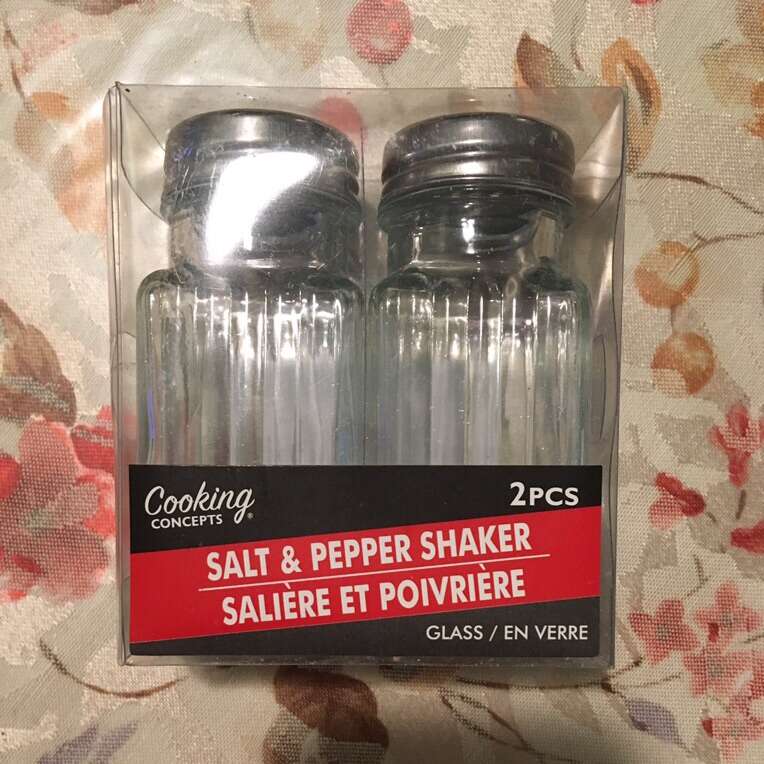 Cooking
CONCEPTS®
2PCS
SALT & PEPPER SHAKER
SALIÈRE ET POIVRIÈRE
GLASS / EN VERRE